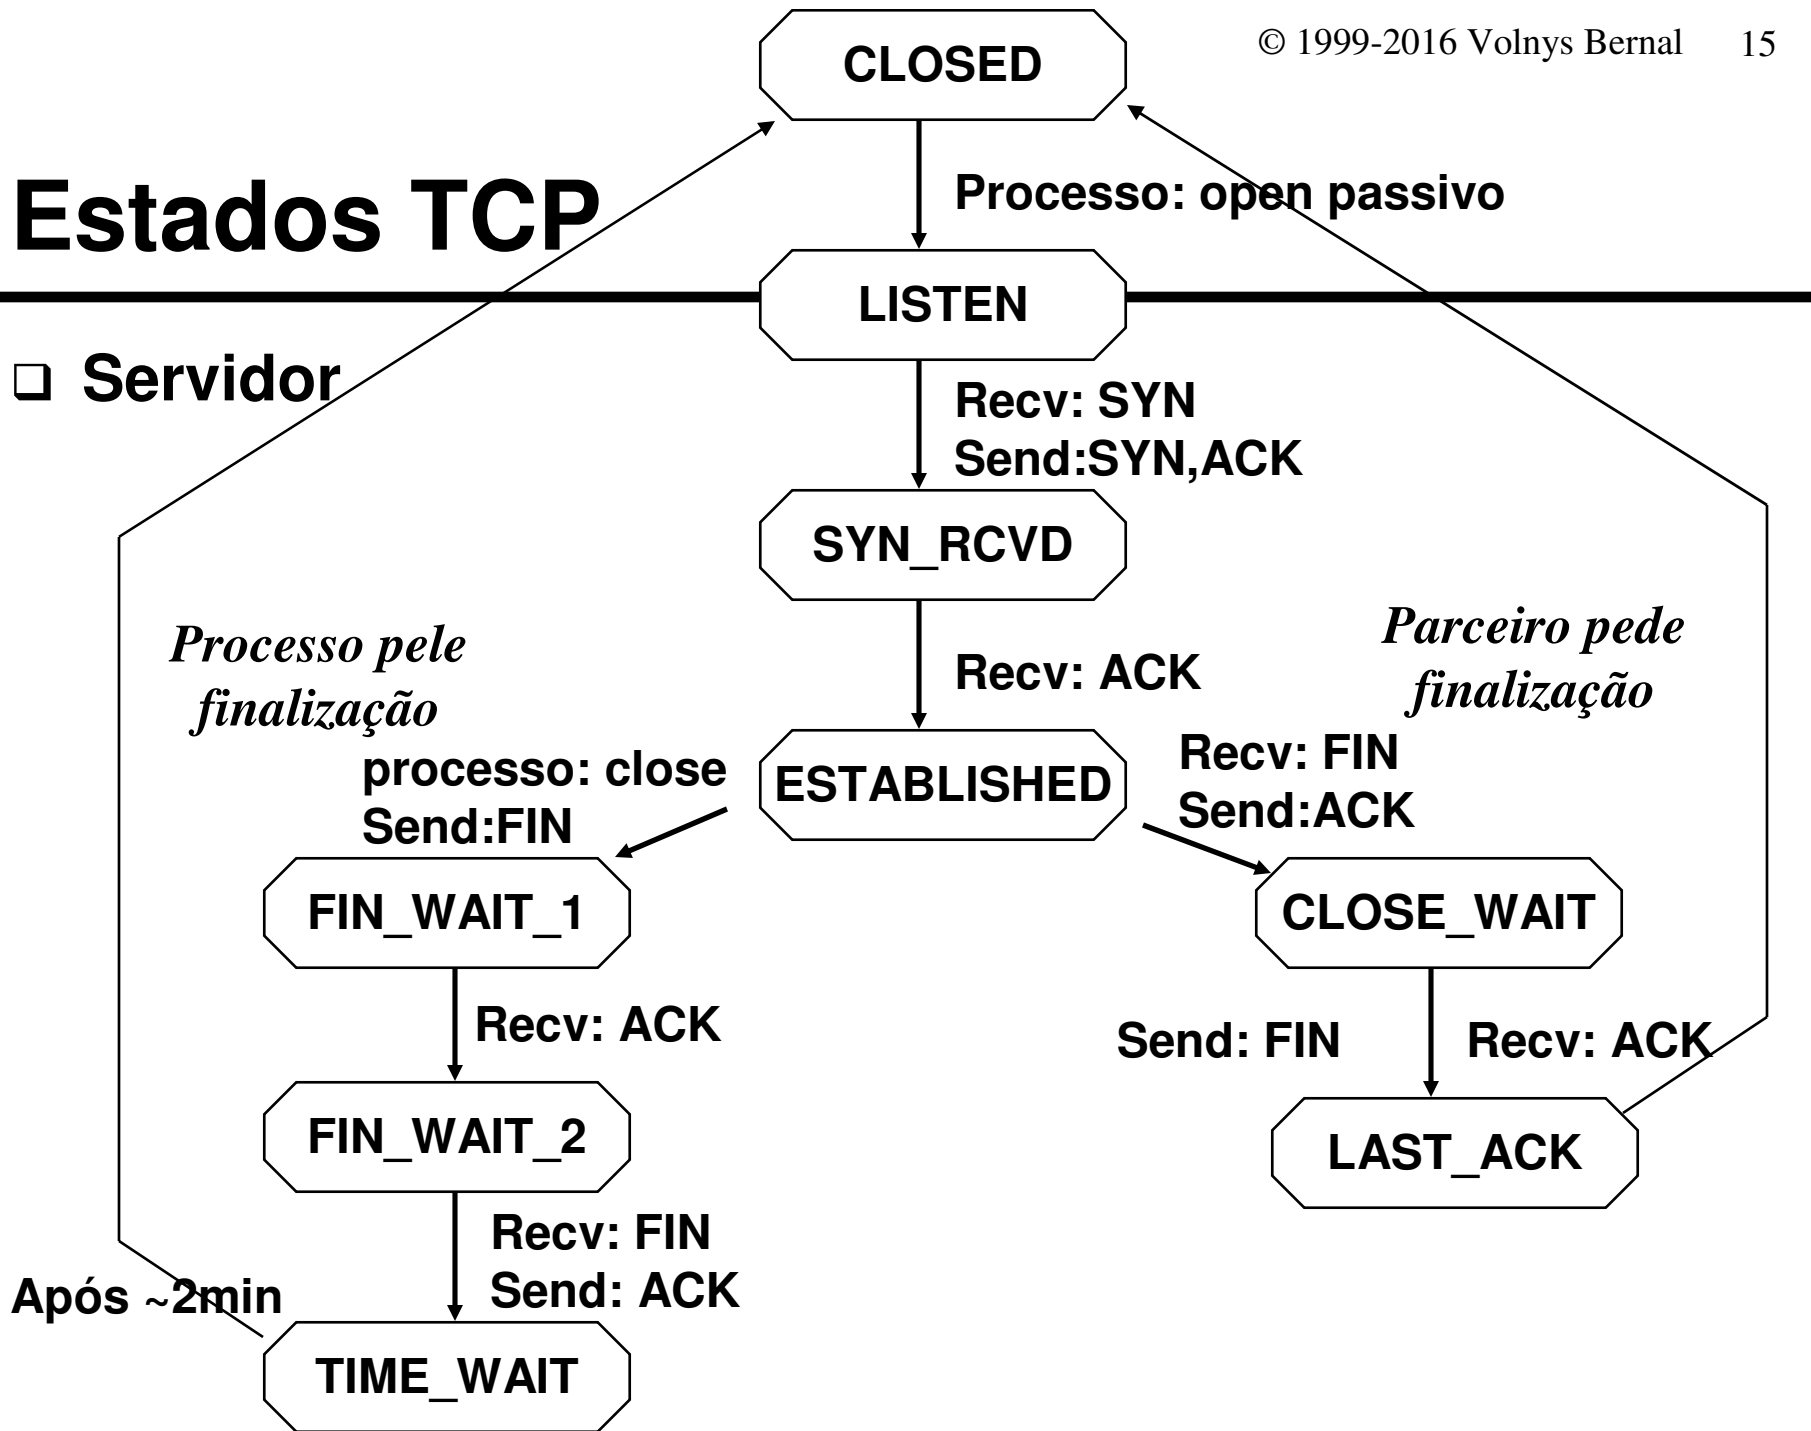 © 1999-2016 Volnys Bernal 15
CLOSED
Estados TCP
Processo: open passivo
LISTEN
❑ Servidor
Recv: SYN
Send:SYN,ACK
SYN_RCVD
Processo pele
finalização
Recv: ACK
Parceiro pede
finalização
processo: close
Send:FIN
ESTABLISHED
Recv: FIN
Send:ACK
FIN_WAIT_1
CLOSE_WAIT
Recv: ACK
Send: FIN
Recv: ACK
FIN_WAIT_2
LAST_ACK
Recv: FIN
Send: ACK
Após ~2min
TIME_WAIT